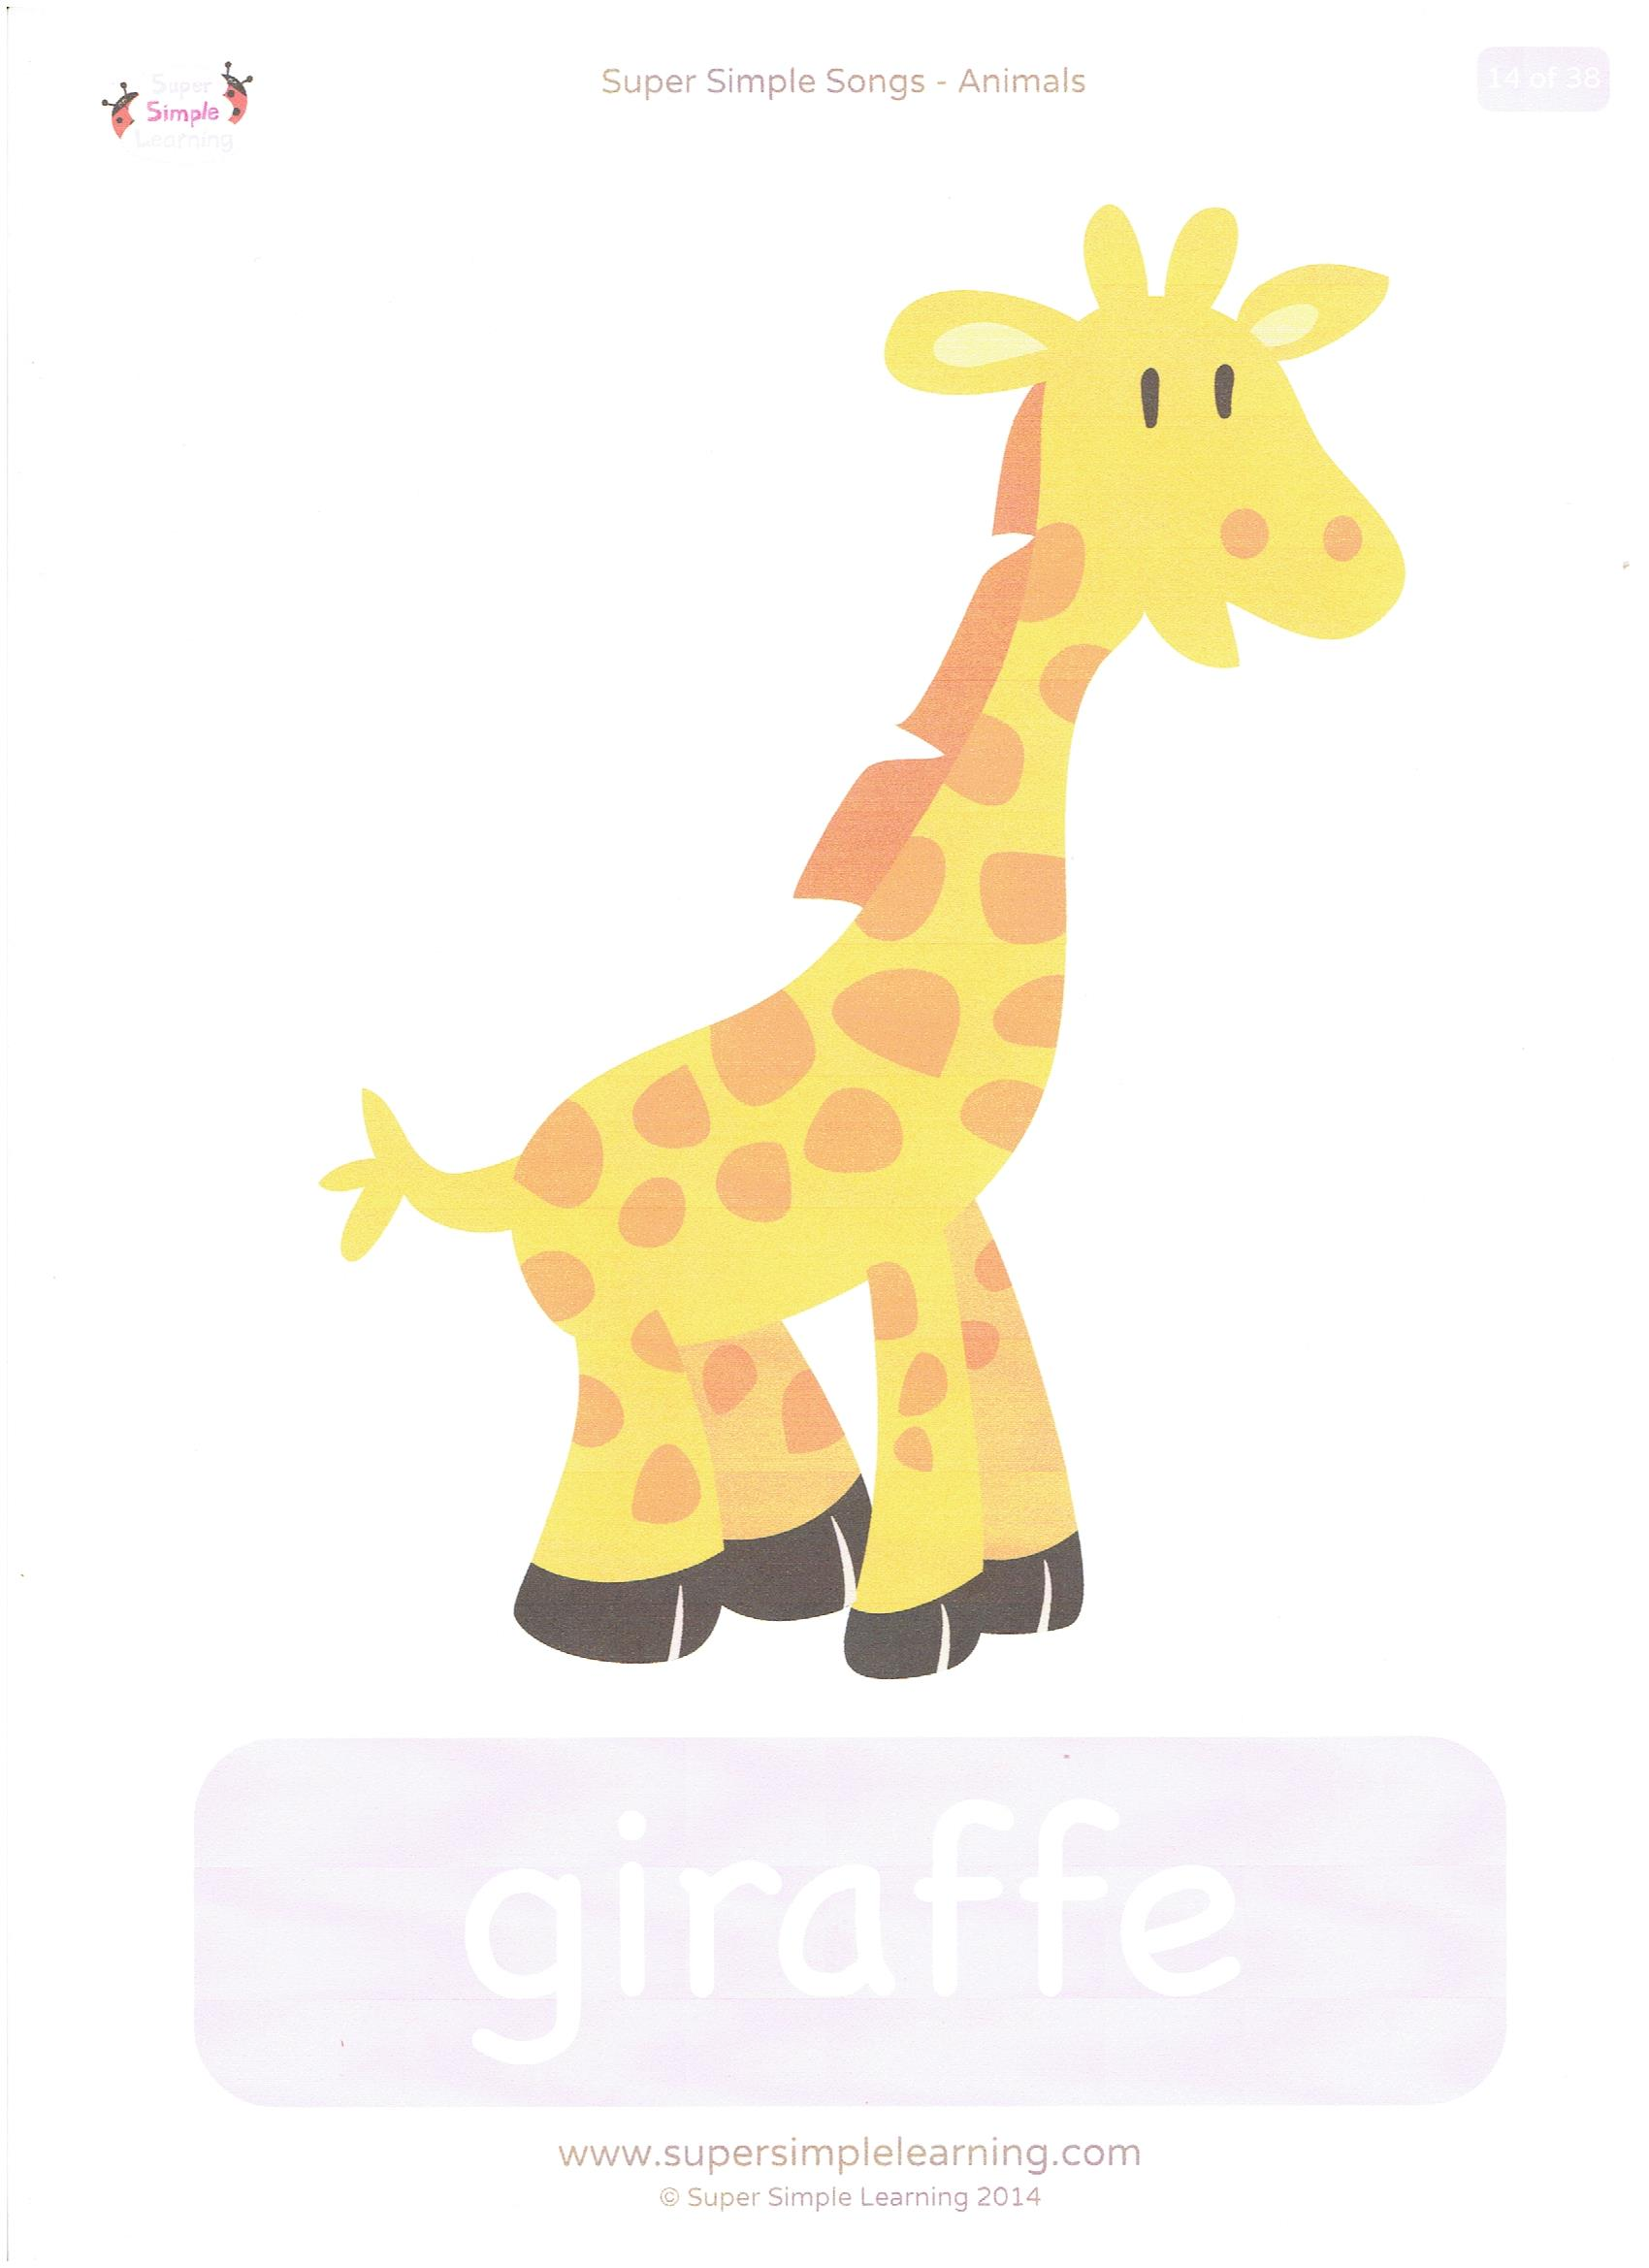 Super
Simple
Learning
Super Simple Songs - Animals
14 of 38
giraffe
www.supersimplelearning.com
© Super Simple Learning 2014